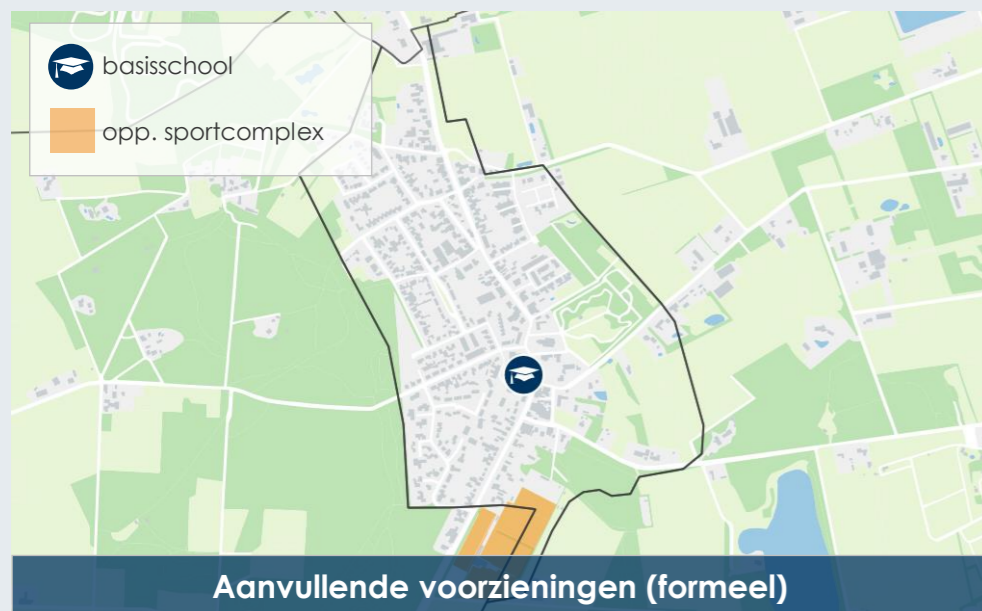 basisschool
opp. sportcomplex
Aanvullende voorzieningen (formeel)